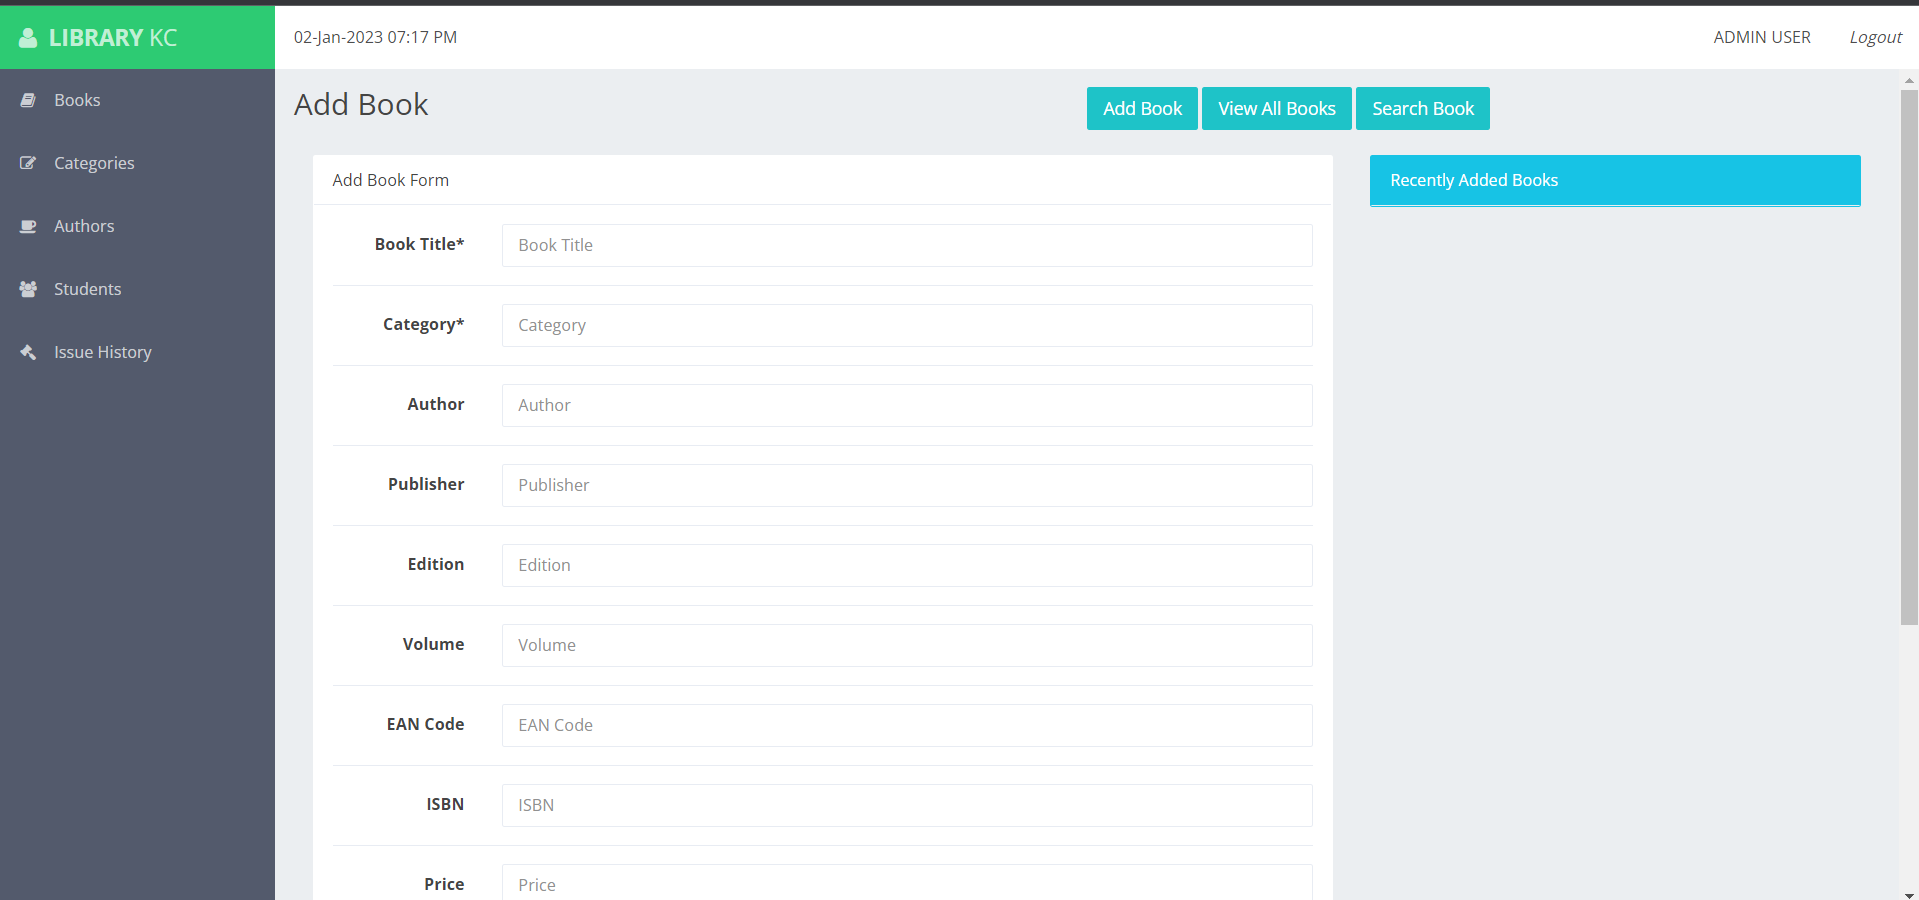 LIBRARY KC
02-Jan-2023 07:17 PM
ADMIN USER
Logout
Books
Categories
Authors
Students
Issue History
Add Book
Add Book
View All Books
Search Book
Add Book Form
Book Title*
Book Title
Category*
Category
Author
Author
Publisher
Publisher
Edition
Edition
Volume
Volume
EAN Code
EAN Code
ISBN
ISBN
Price
Price
Recently Added Books